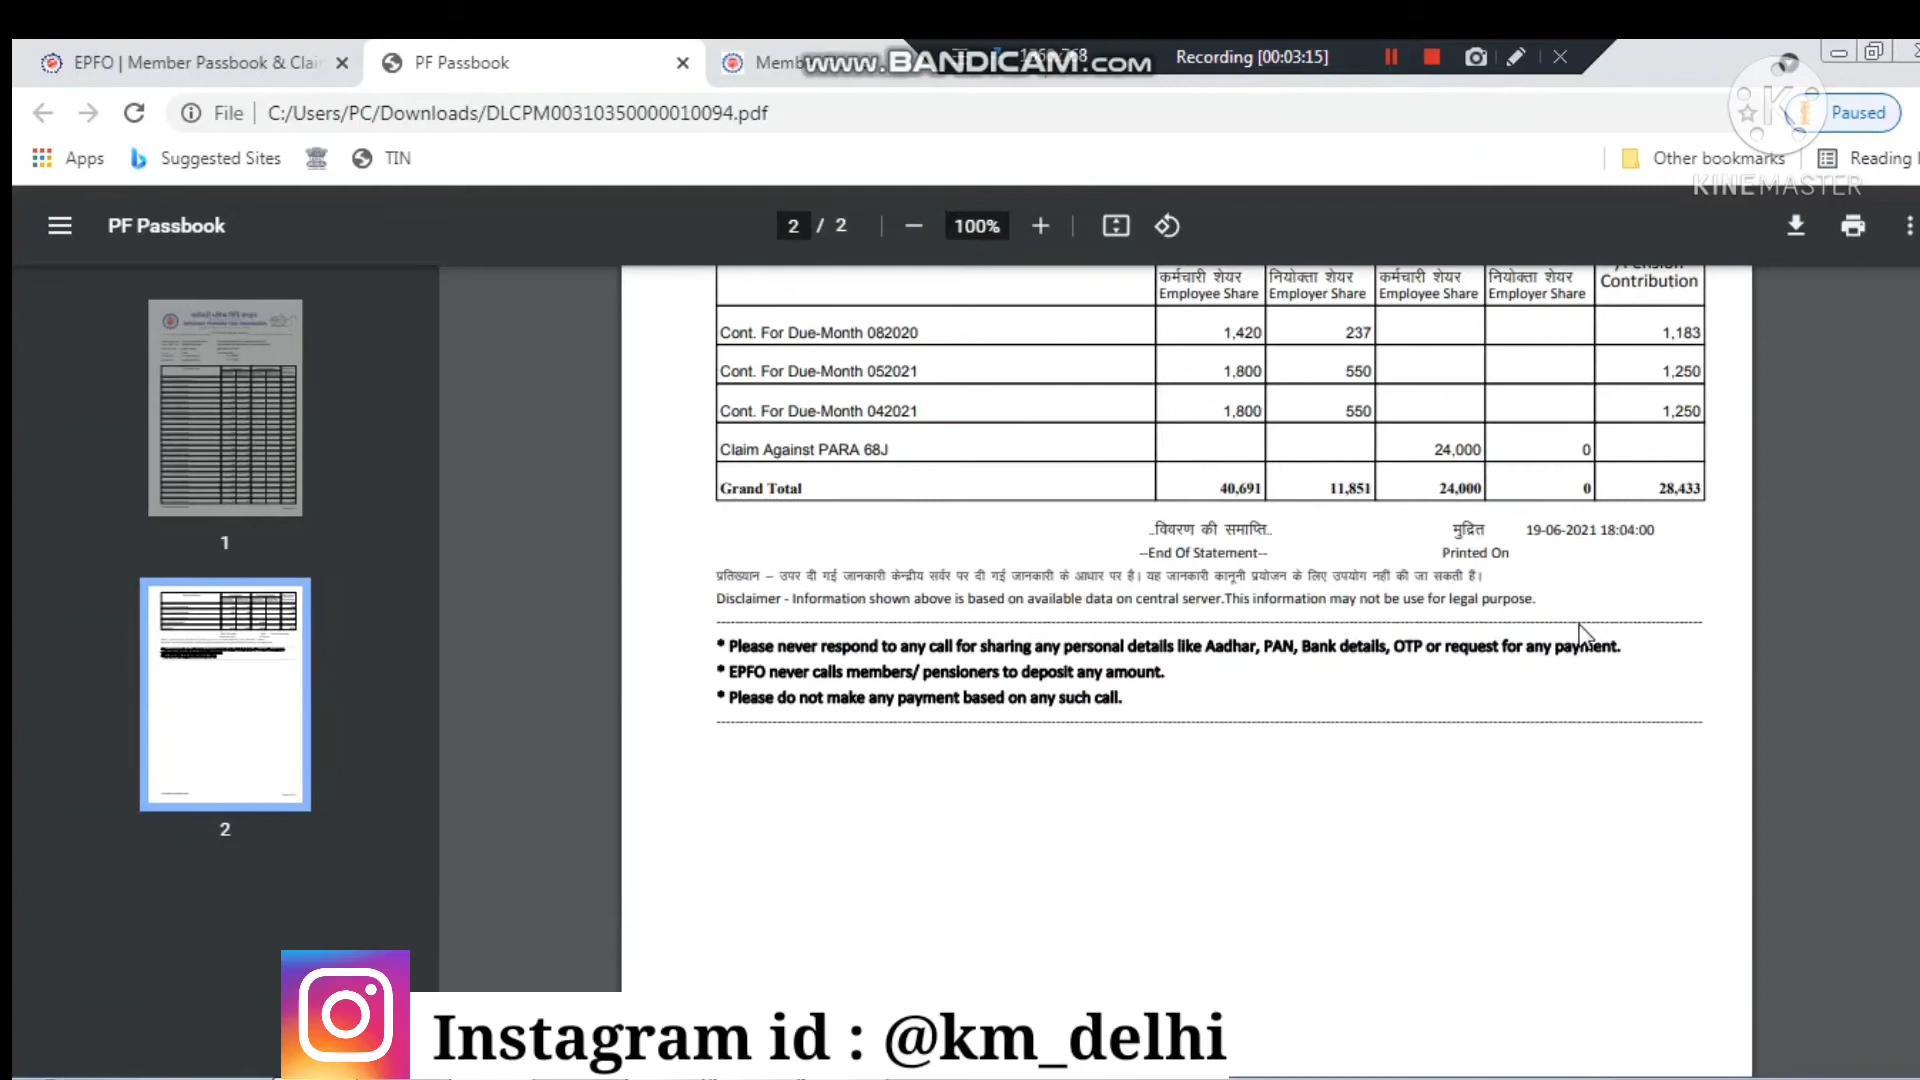 EPFO | Member Passbook & Clai
PF Passbook
Memb
www.BANDICAM.com
Recording [00:03:15]
File
C:/Users/PC/Downloads/DLCPM00310350000010094.pdf
Paused
Apps
Suggested Sites
TIN
Other bookmarks
Reading
KINEMASTER
PF Passbook
2 / 2
100%
कर्मचारी शेयर नियोक्ता शेयर कर्मचारी शेयर नियोक्ता शेयर
Employee Share Employer Share Employee Share Employer Share Contribution
Cont. For Due-Month 082020 1,420 237 1,183
Cont. For Due-Month 052021 1,800 550 1,250
Cont. For Due-Month 042021 1,800 550 1,250
Claim Against PARA 68J 24,000 0
Grand Total 40,691 11,851 24,000 0 28,433
..विवरण की समाप्ति.. मुद्रित 19-06-2021 18:04:00
--End Of Statement-- Printed On
प्रतिख्यान – उपर दी गई जानकारी केन्द्रीय सर्वर पर दी गई जानकारी के आधार पर है। यह जानकारी कानूनी प्रयोजन के लिए उपयोग नहीं की जा सकती हैं।
Disclaimer - Information shown above is based on available data on central server.This information may not be use for legal purpose.
* Please never respond to any call for sharing any personal details like Aadhar, PAN, Bank details, OTP or request for any payment.
* EPFO never calls members/ pensioners to deposit any amount.
* Please do not make any payment based on any such call.
1
2
Instagram id : @km_delhi